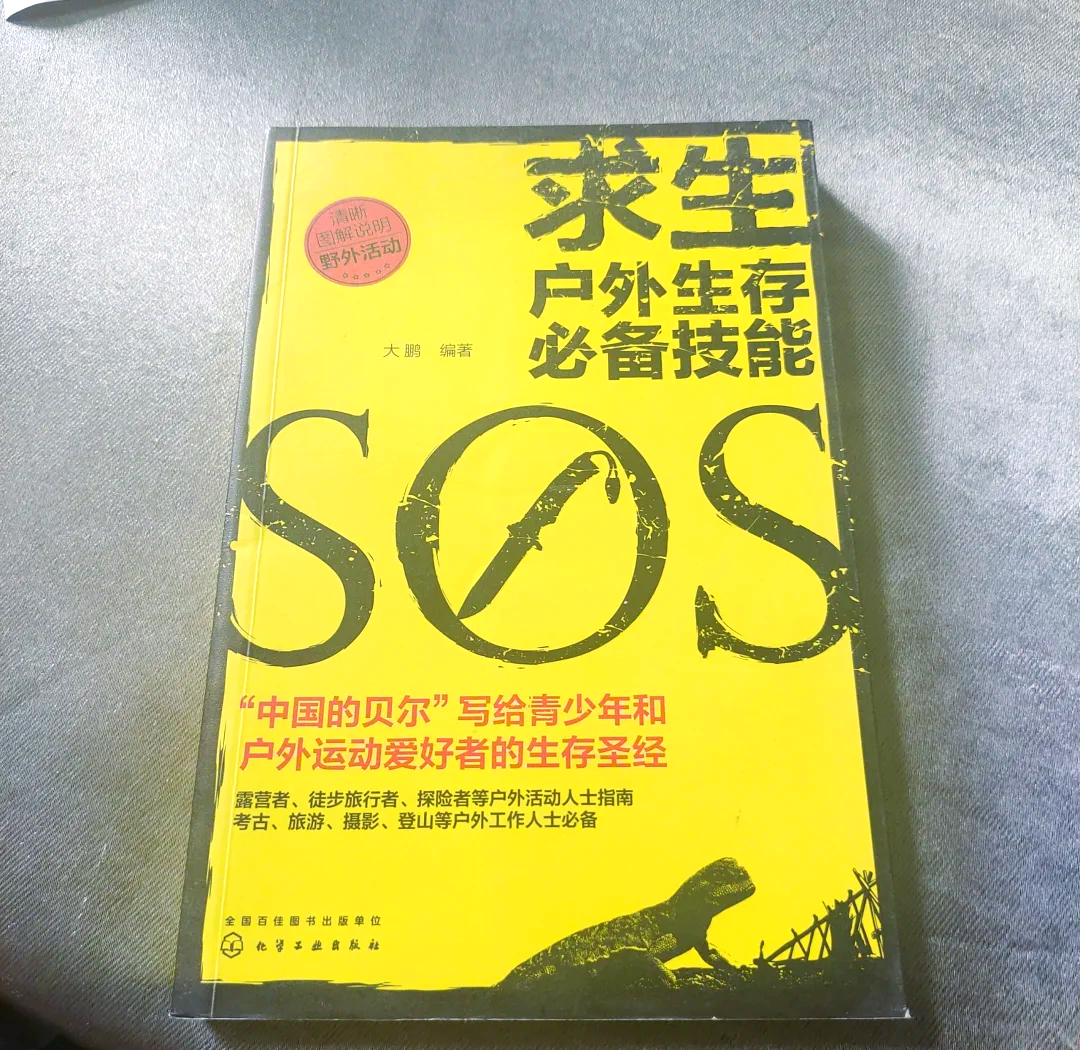 求生
户外生存
必备技能
清晰
图解说明
野外活动
大鹏 编著
SOS
“中国的贝尔”写给青少年和
户外运动爱好者的生存圣经
露营者、徒步旅行者、探险者等户外活动人士指南
考古、旅游、摄影、登山等户外工作人士必备
全国百佳图书出版单位
化学工业出版社